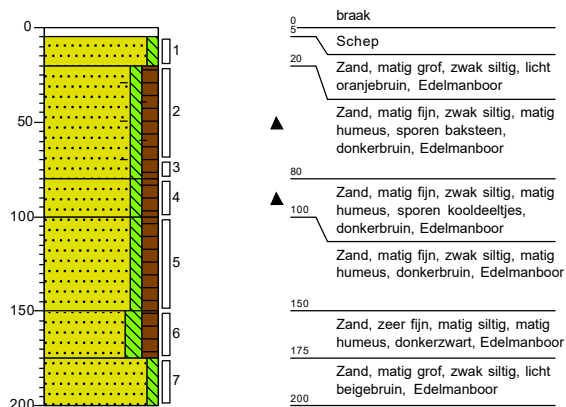 0
50
100
150
200
1
2
3
4
5
6
7
0
braak
5
Schep
20
Zand, matig grof, zwak siltig, licht
oranjebruin, Edelmanboor
Zand, matig fijn, zwak siltig, matig
humeus, sporen baksteen,
donkerbruin, Edelmanboor
80
Zand, matig fijn, zwak siltig, matig
humeus, sporen kooldeeltjes,
donkerbruin, Edelmanboor
100
Zand, matig fijn, zwak siltig, matig
humeus, donkerbruin, Edelmanboor
150
Zand, zeer fijn, matig siltig, matig
humeus, donkerzwart, Edelmanboor
175
Zand, matig grof, zwak siltig, licht
beigebruin, Edelmanboor
200